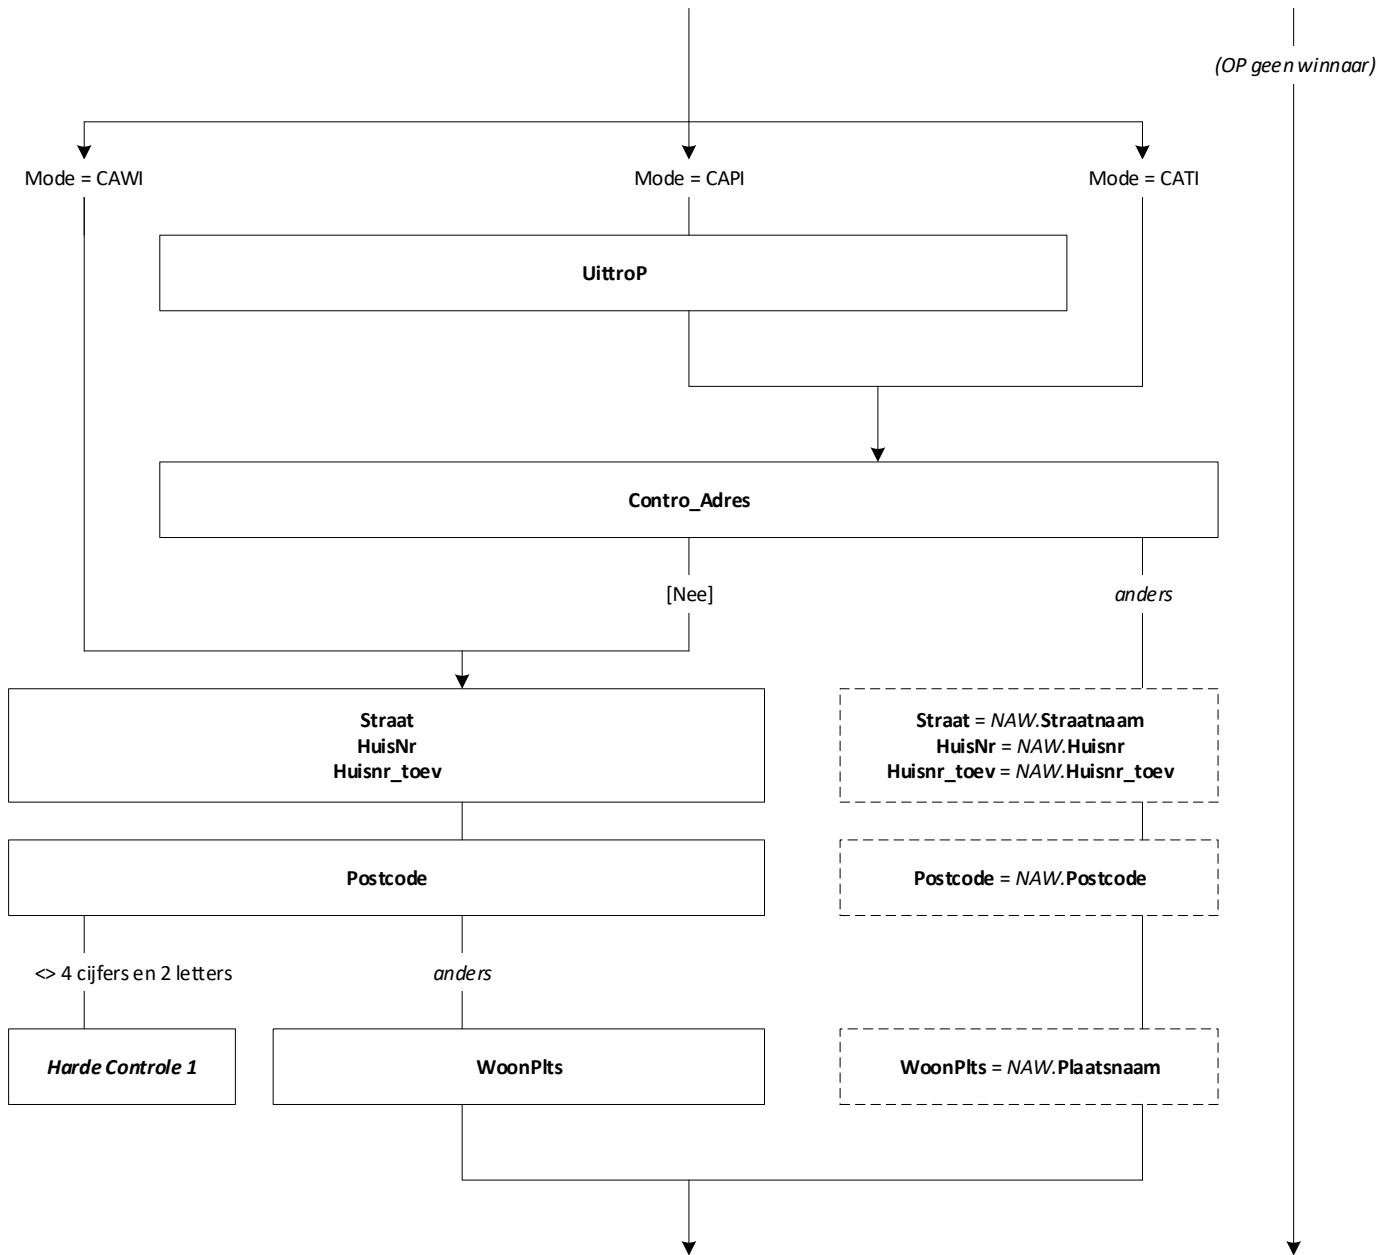 (OP geen winnaar)
Mode = CAWI
Mode = CAPI
Mode = CATI
UittroP
Contro_Adres
[Nee]
anders
Straat
HuisNr
Huisnr_toev
Straat = NAW.Straatnaam
HuisNr = NAW.Huisnr
Huisnr_toev = NAW.Huisnr_toev
Postcode
Postcode = NAW.Postcode
<> 4 cijfers en 2 letters
anders
Harde Controle 1
WoonPlts
WoonPlts = NAW.Plaatsnaam